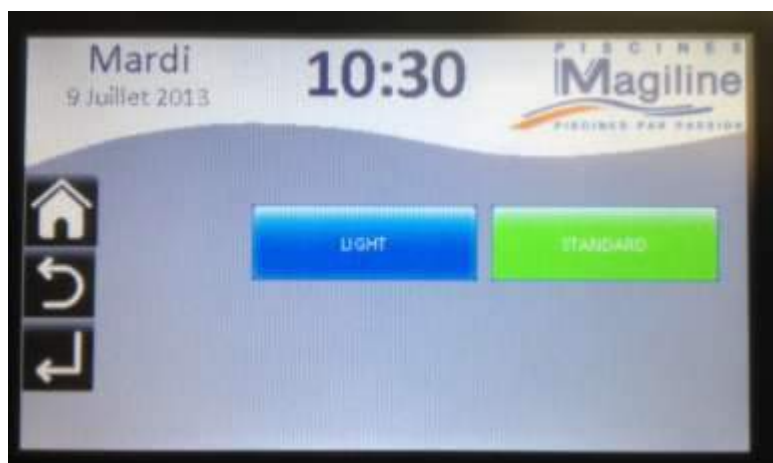 Mardi
9 Juillet 2013
10:30
PISCINES
Magiline
PISCINES PAR PASSION
LIGHT
STANDARD